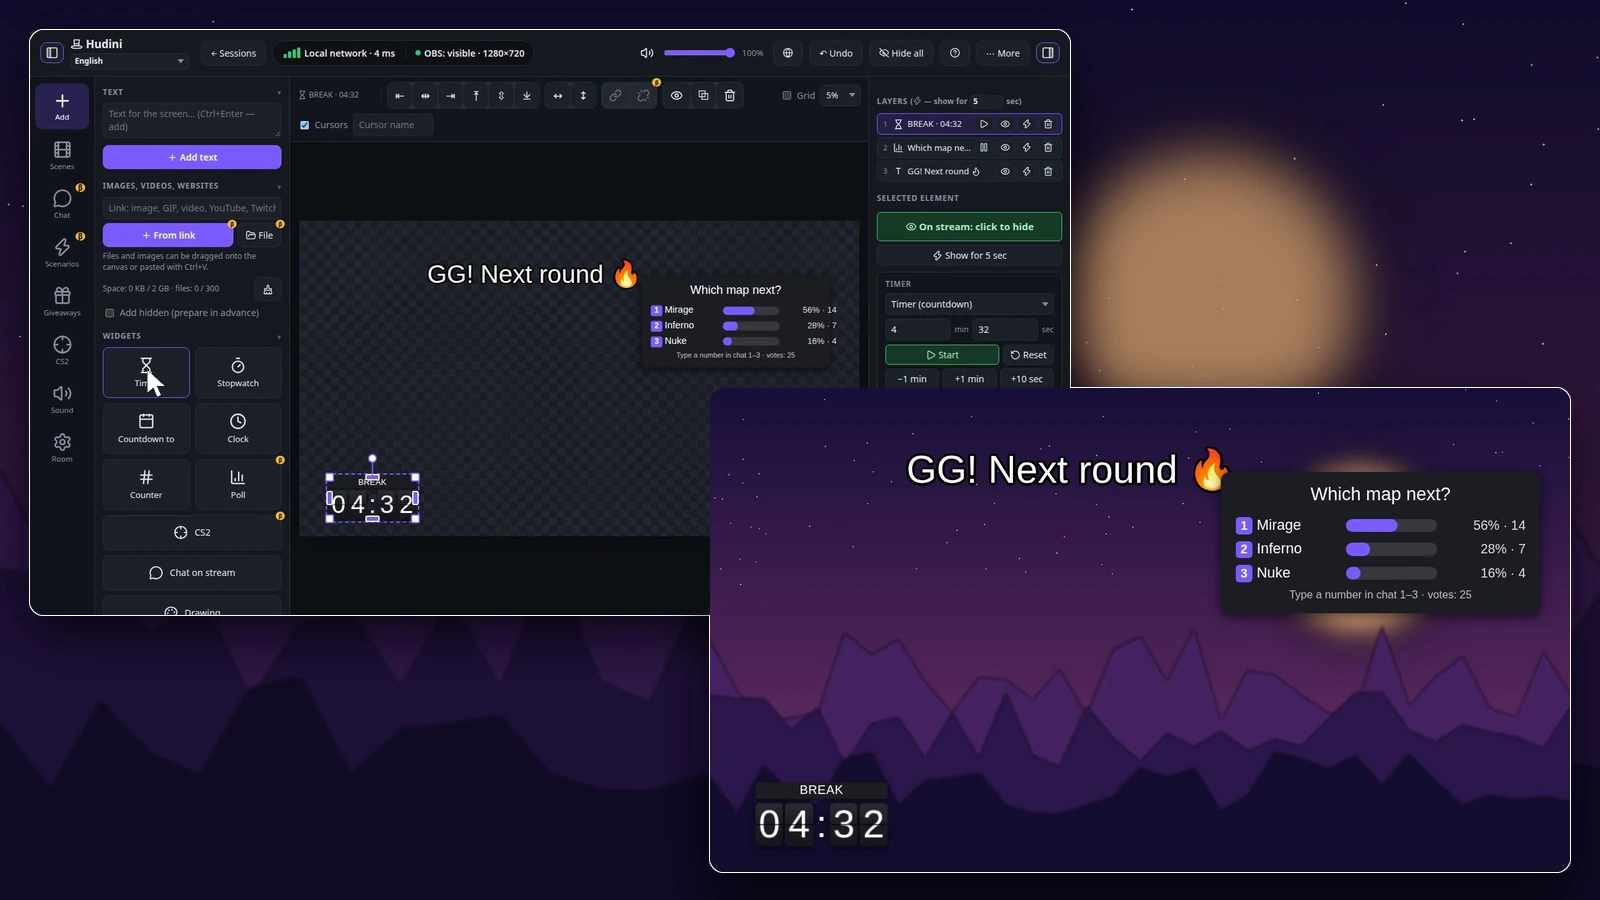 Hudini
English
← Sessions
Local network · 4 ms
OBS: visible · 1280×720
100%
Undo
Hide all
··· More
Add
Scenes
β
Chat
β
Scenarios
Giveaways
CS2
Sound
Room
TEXT
Text for the screen... (Ctrl+Enter —
add)
+ Add text
IMAGES, VIDEOS, WEBSITES
Link: image, GIF, video, YouTube, Twitch
β
β
+ From link
File
Files and images can be dragged onto the
canvas or pasted with Ctrl+V.
Space: 0 KB / 2 GB · files: 0 / 300
Add hidden (prepare in advance)
WIDGETS
Stopwatch
Countdown to
Clock
β
Counter
Poll
β
CS2
Chat on stream
Drawing
BREAK · 04:32
β
Grid
5%
Cursors
Cursor name
GG! Next round 🔥
Which map next?
1 Mirage 56% · 14
2 Inferno 28% · 7
3 Nuke 16% · 4
Type a number in chat 1–3 · votes: 25
BREAK
04:32
LAYERS (⚡ — show for 5 sec)
1 BREAK · 04:32
2 Which map ne...
3 T GG! Next round
SELECTED ELEMENT
On stream: click to hide
Show for 5 sec
TIMER
Timer (countdown)
4 min 32 sec
Start
Reset
−1 min
+1 min
+10 sec
GG! Next round 🔥
Which map next?
1 Mirage 56% · 14
2 Inferno 28% · 7
3 Nuke 16% · 4
Type a number in chat 1–3 · votes: 25
BREAK
04:32